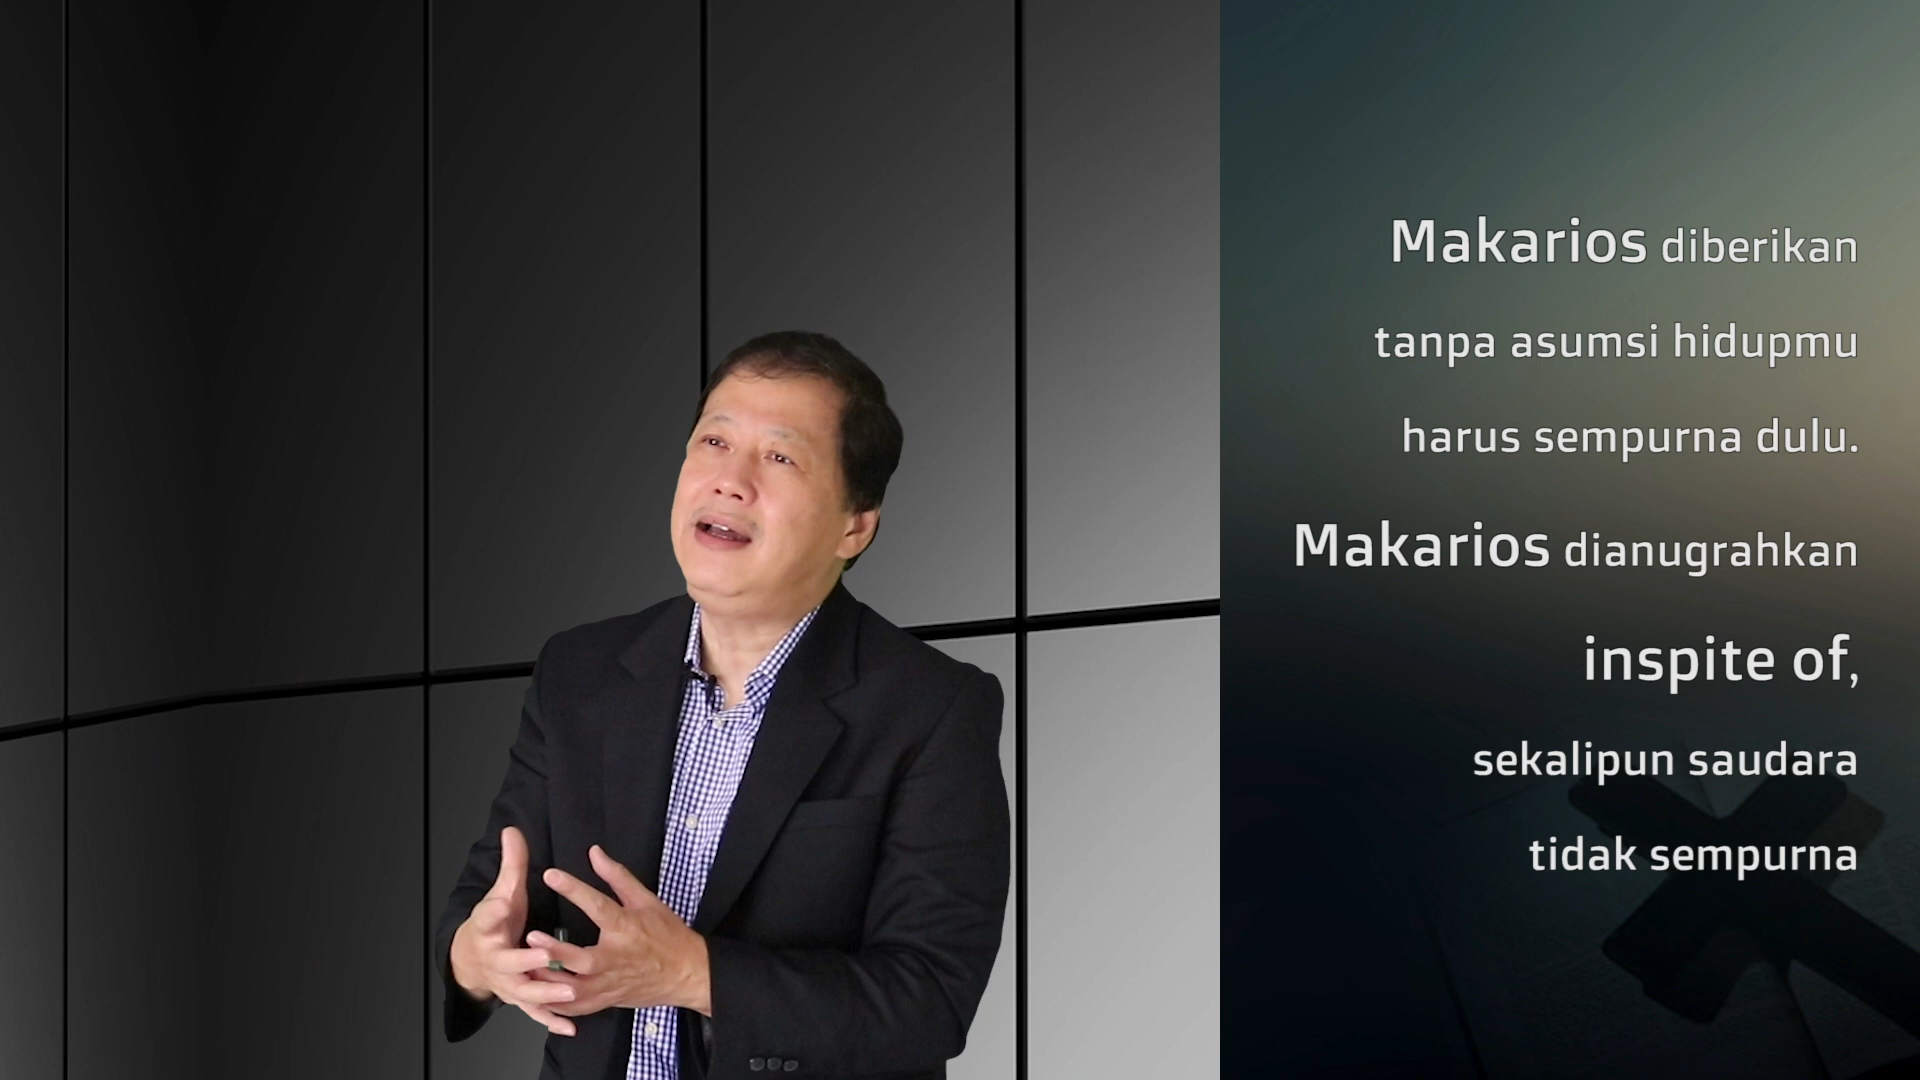 Makarios diberikan
tanpa asumsi hidupmu
harus sempurna dulu.
Makarios dianugrahkan
inspite of,
sekalipun saudara
tidak sempurna